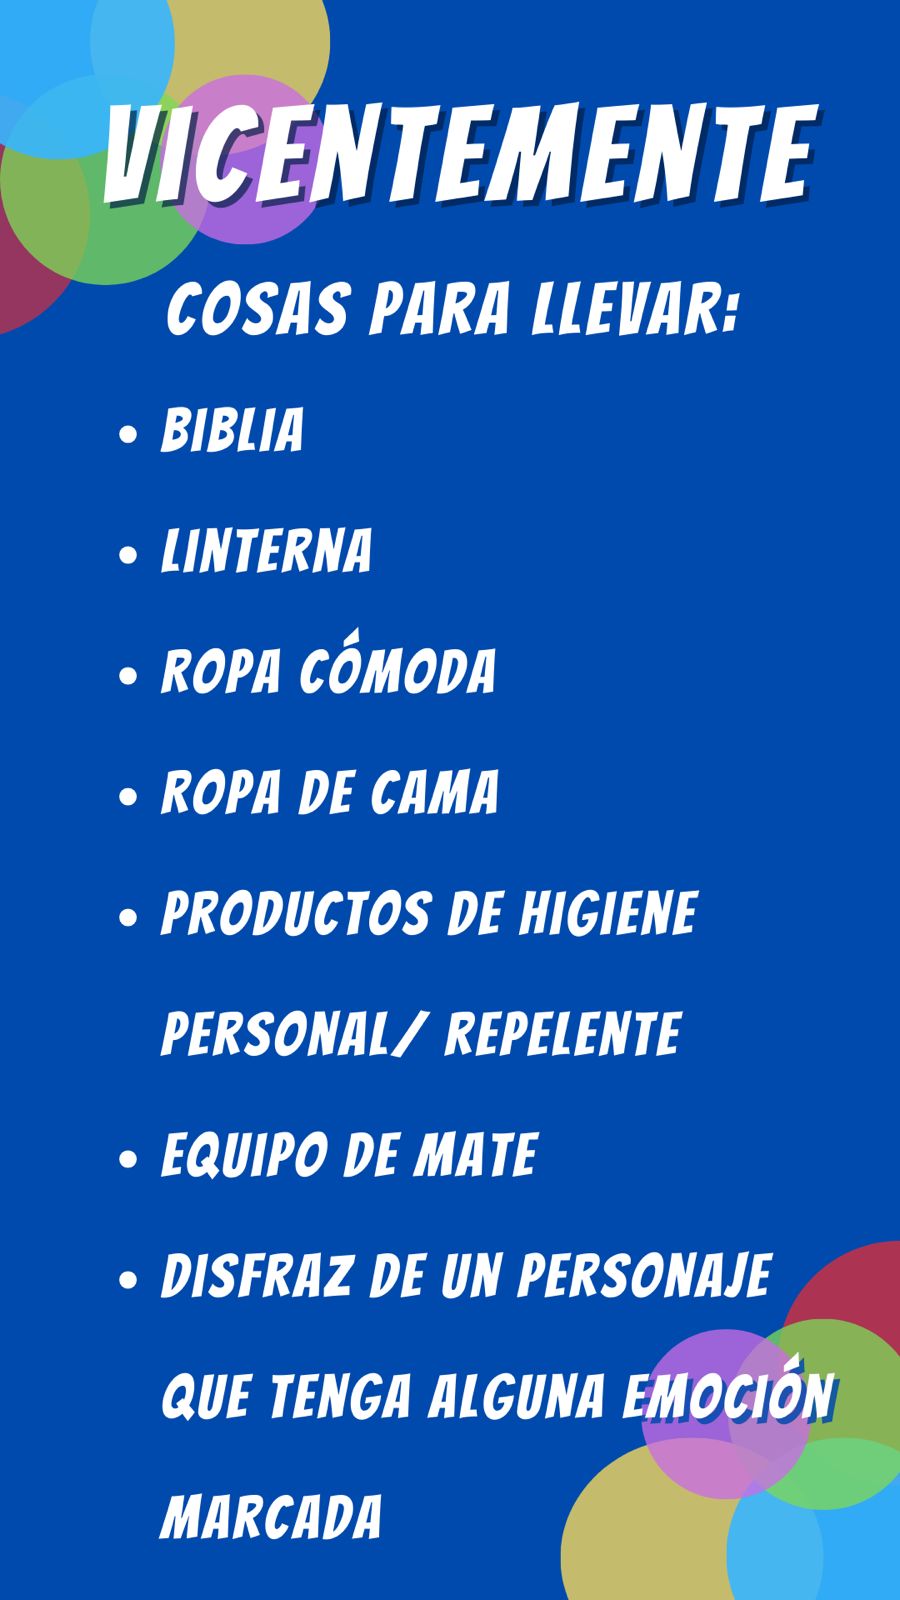 VICENTEMENTE
COSAS PARA LLEVAR:
• BIBLIA
• LINTERNA
• ROPA CÓMODA
• ROPA DE CAMA
• PRODUCTOS DE HIGIENE
PERSONAL/ REPELENTE
• EQUIPO DE MATE
• DISFRAZ DE UN PERSONAJE
QUE TENGA ALGUNA EMOCIÓN
MARCADA